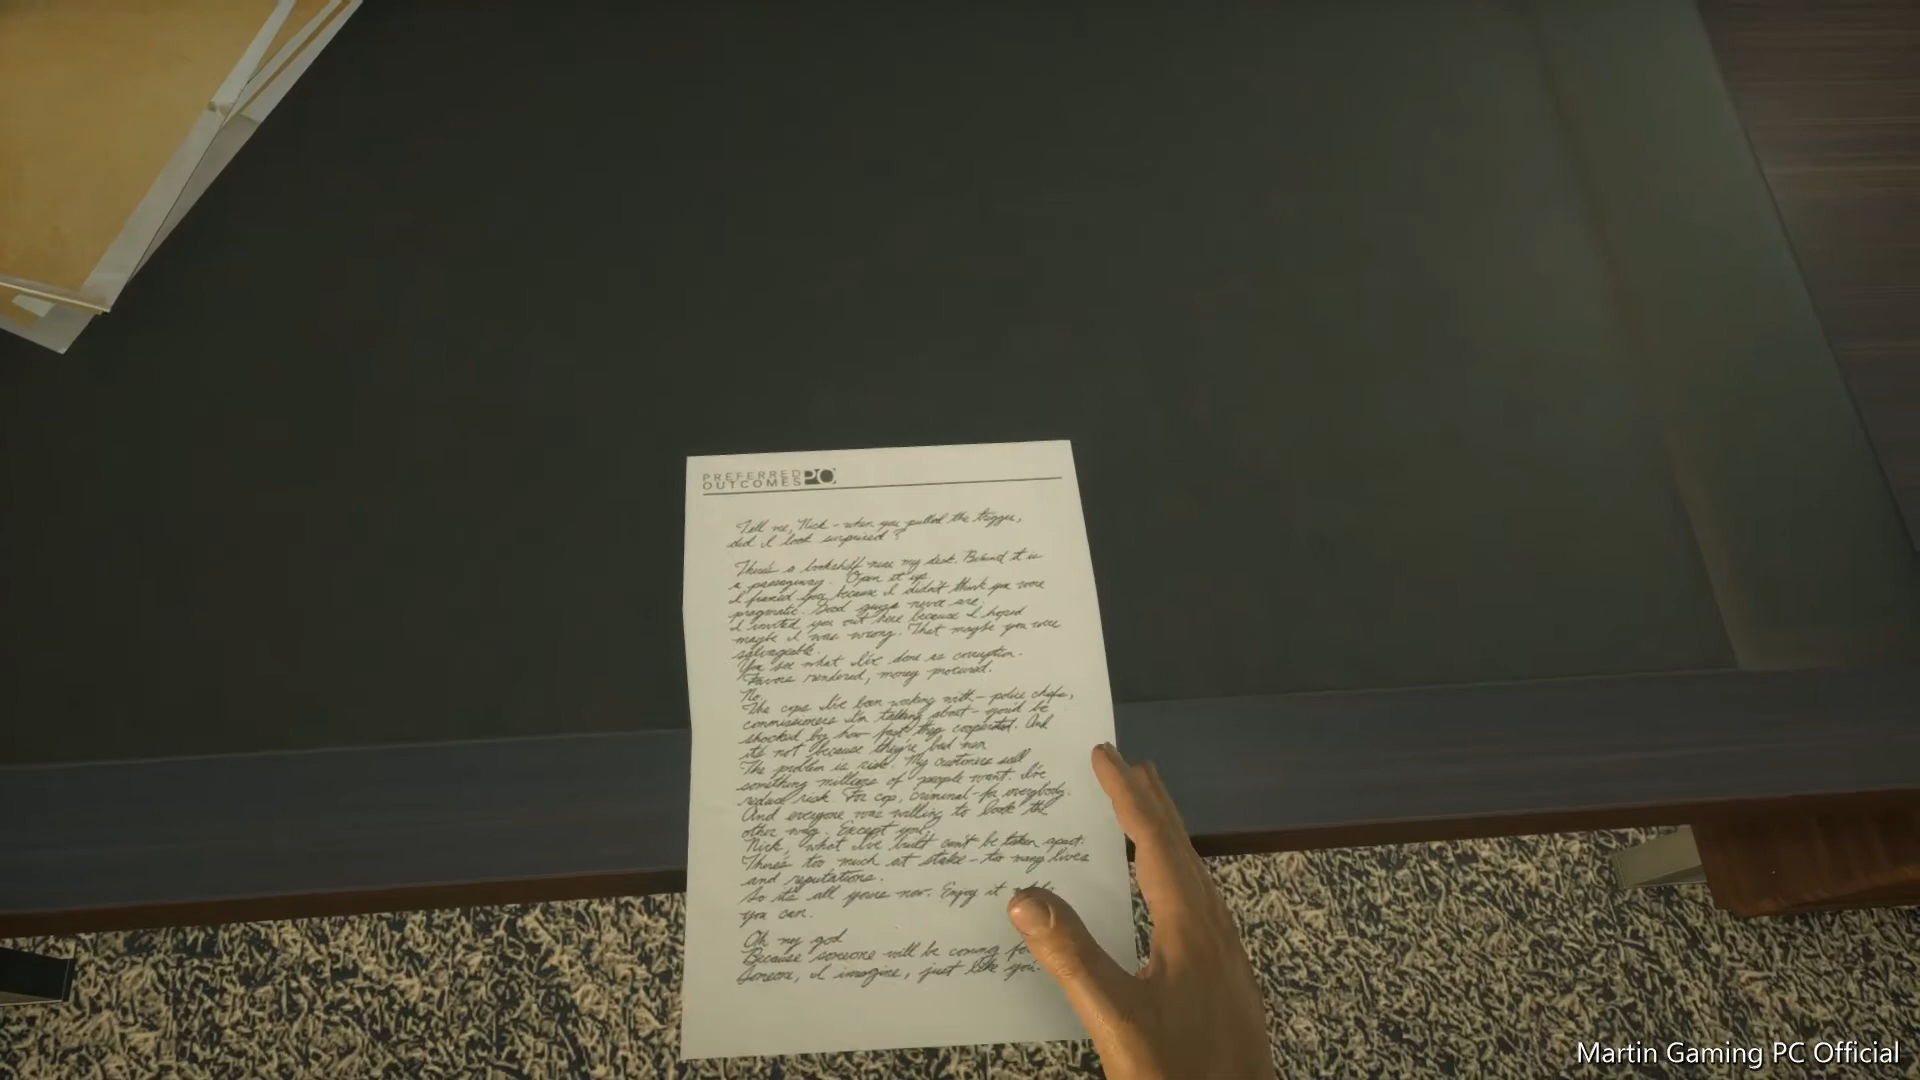 PREFERRED
OUTCOMES PO
Tell me, Nick – when you pulled the trigger,
did I look surprised?
There's a bookshelf near my desk. Behind it is
a passageway. Open it up.
I framed you because I didn't think you were
pragmatic. Good guys never are.
I invited you out here because I hoped
maybe I was wrong. That maybe you were
salvageable.
You see what I've done as corruption.
Favors rendered, money procured.
No.
The cops I've been working with – police chiefs,
commissioners I'm talking about – you'd be
shocked by how fast they cooperated. And
it's not because they're bad men
The problem is risk. My customers sell
something millions of people want. I've
reduce risk. For cop, criminal – for everybody.
And everyone was willing to look the
other way. Except you.
Nick, what I've built can't be taken apart.
There's too much at stake – too many lives
and reputations.
So it's all yours now. Enjoy it
you can.
Oh my god
Because someone will be coming
Someone, I imagine, just like you.
Martin Gaming PC Official